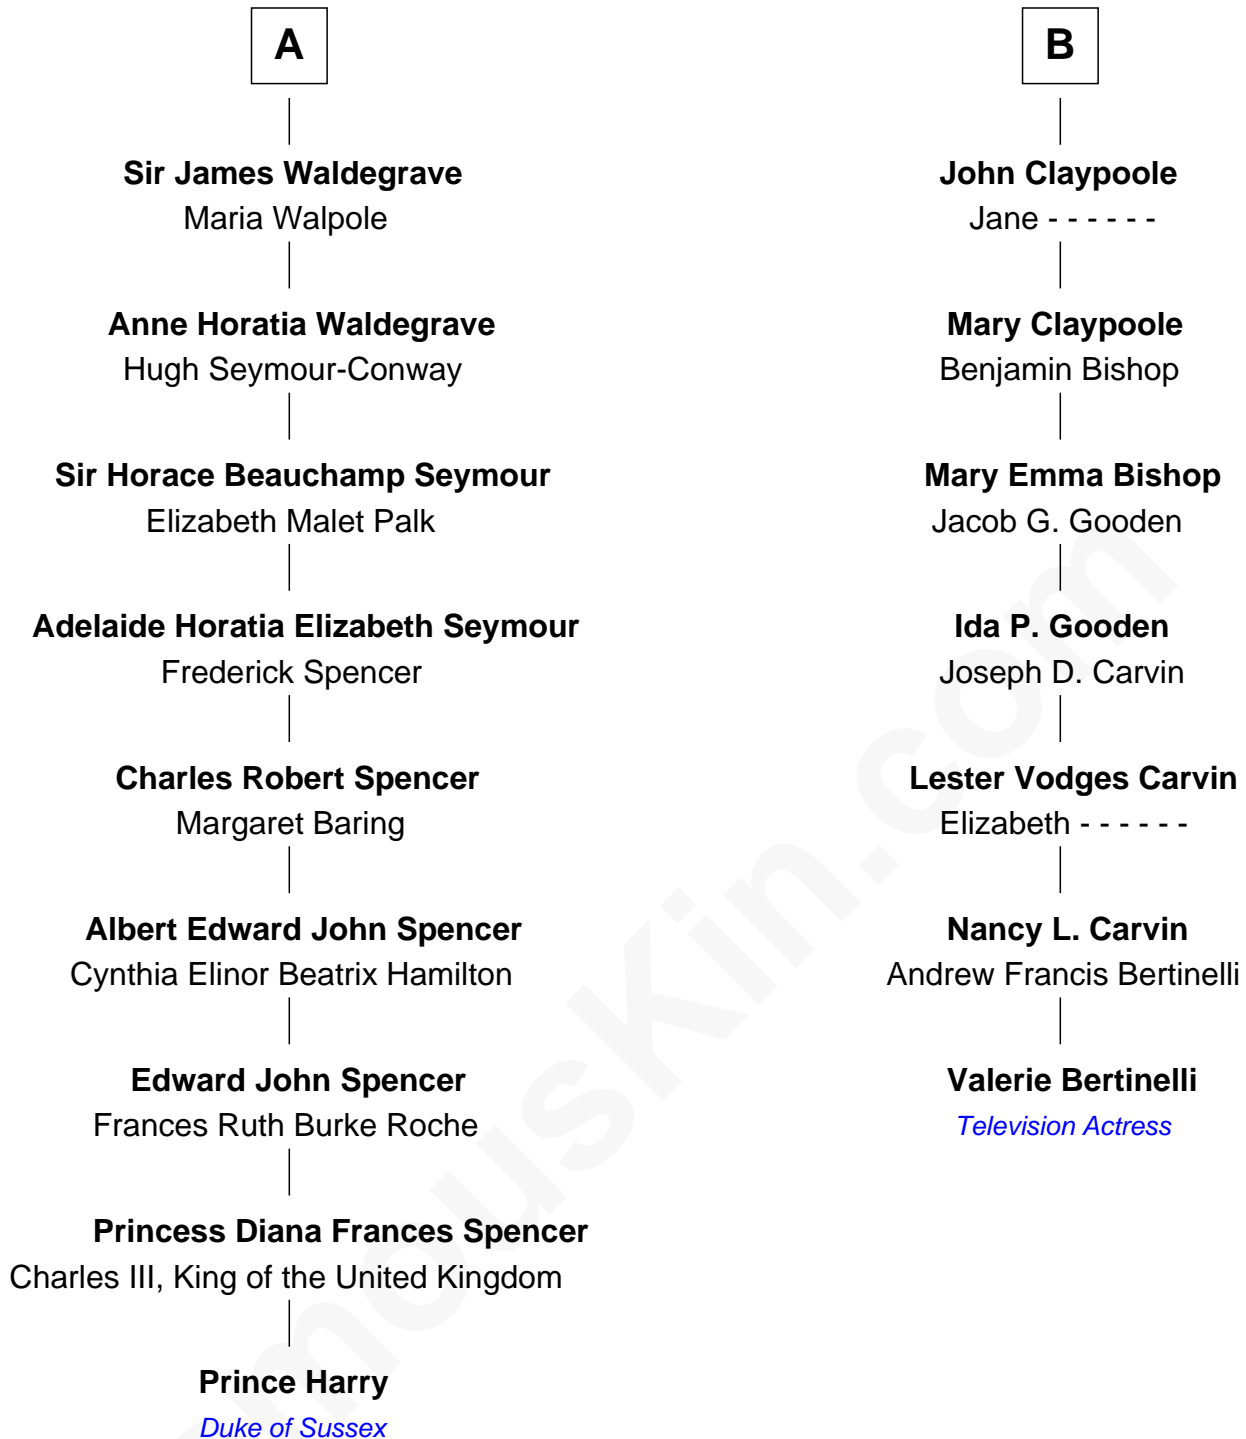 A
Sir James Waldegrave
Maria Walpole
Anne Horatia Waldegrave
Hugh Seymour-Conway
Sir Horace Beauchamp Seymour
Elizabeth Malet Palk
Adelaide Horatia Elizabeth Seymour
Frederick Spencer
Charles Robert Spencer
Margaret Baring
Albert Edward John Spencer
Cynthia Elinor Beatrix Hamilton
Edward John Spencer
Frances Ruth Burke Roche
Princess Diana Frances Spencer
Charles III, King of the United Kingdom
Prince Harry
Duke of Sussex
B
John Claypoole
Jane - - - - - -
Mary Claypoole
Benjamin Bishop
Mary Emma Bishop
Jacob G. Gooden
Ida P. Gooden
Joseph D. Carvin
Lester Vodges Carvin
Elizabeth - - - - - -
Nancy L. Carvin
Andrew Francis Bertinelli
Valerie Bertinelli
Television Actress
mousKin.com